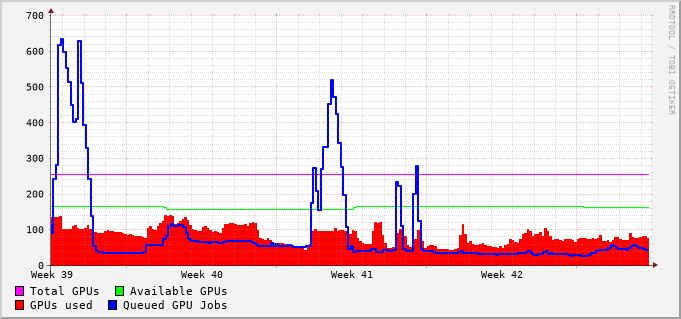 700
600
500
400
300
200
100
0
Week 39 Week 40 Week 41 Week 42
Total GPUs Available GPUs
GPUs used Queued GPU Jobs
RRDTOOL / TOBI OETIKER